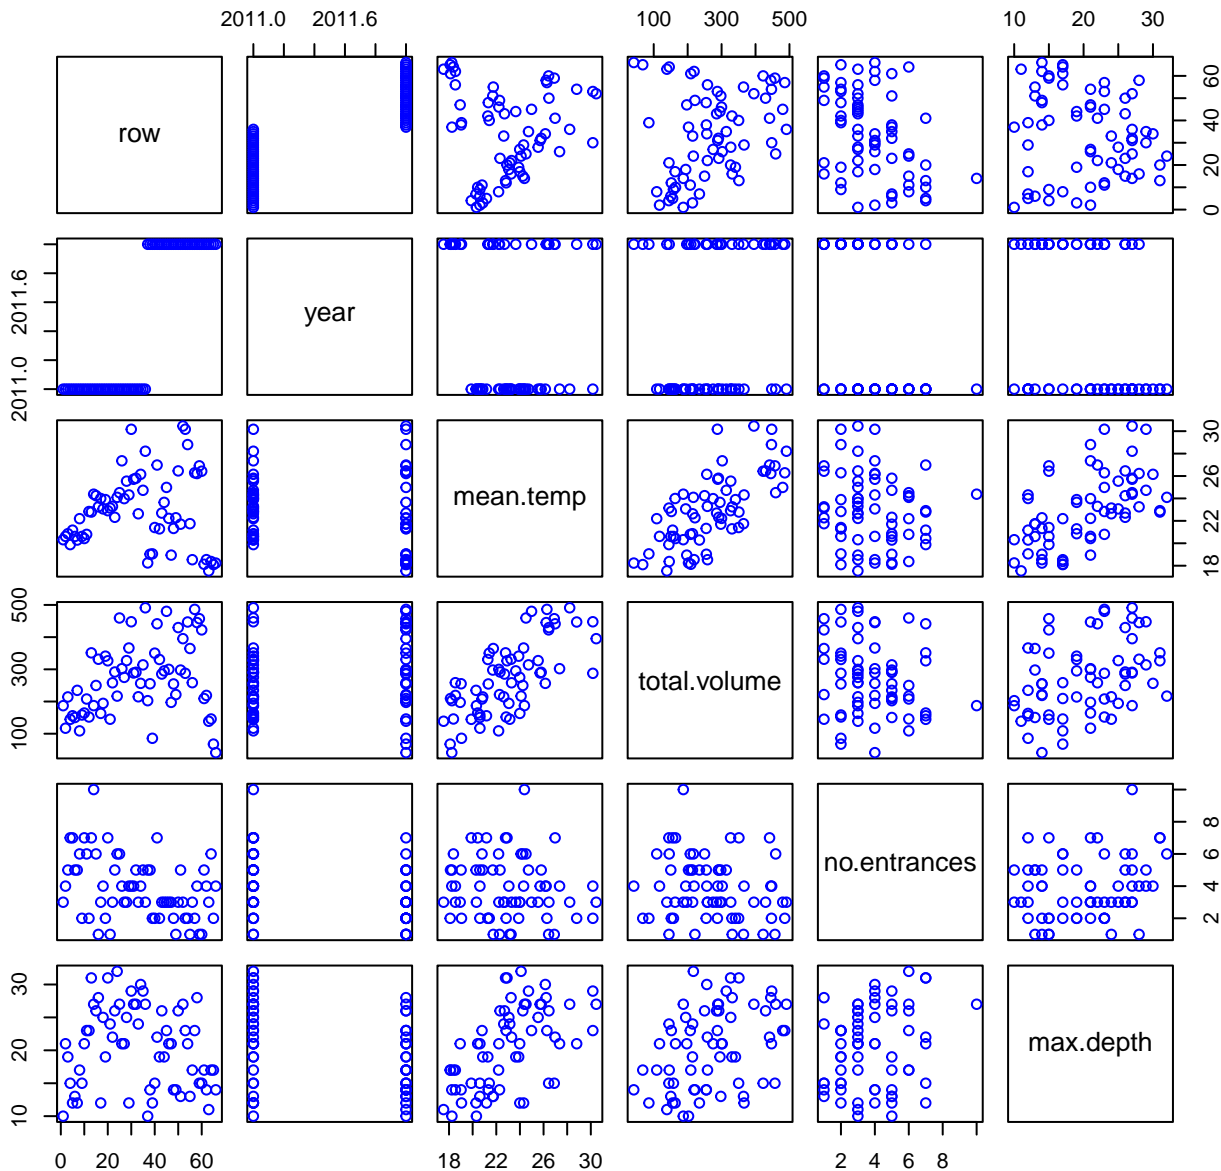 2011.0 2011.6 100 300 500 10 20 30
row 0 20 40 60
2011.0 2011.6 year
mean.temp 18 22 26 30
100 300 500 total.volume
no.entrances 2 4 6 8
10 20 30 max.depth
0 20 40 60 18 22 26 30 2 4 6 8